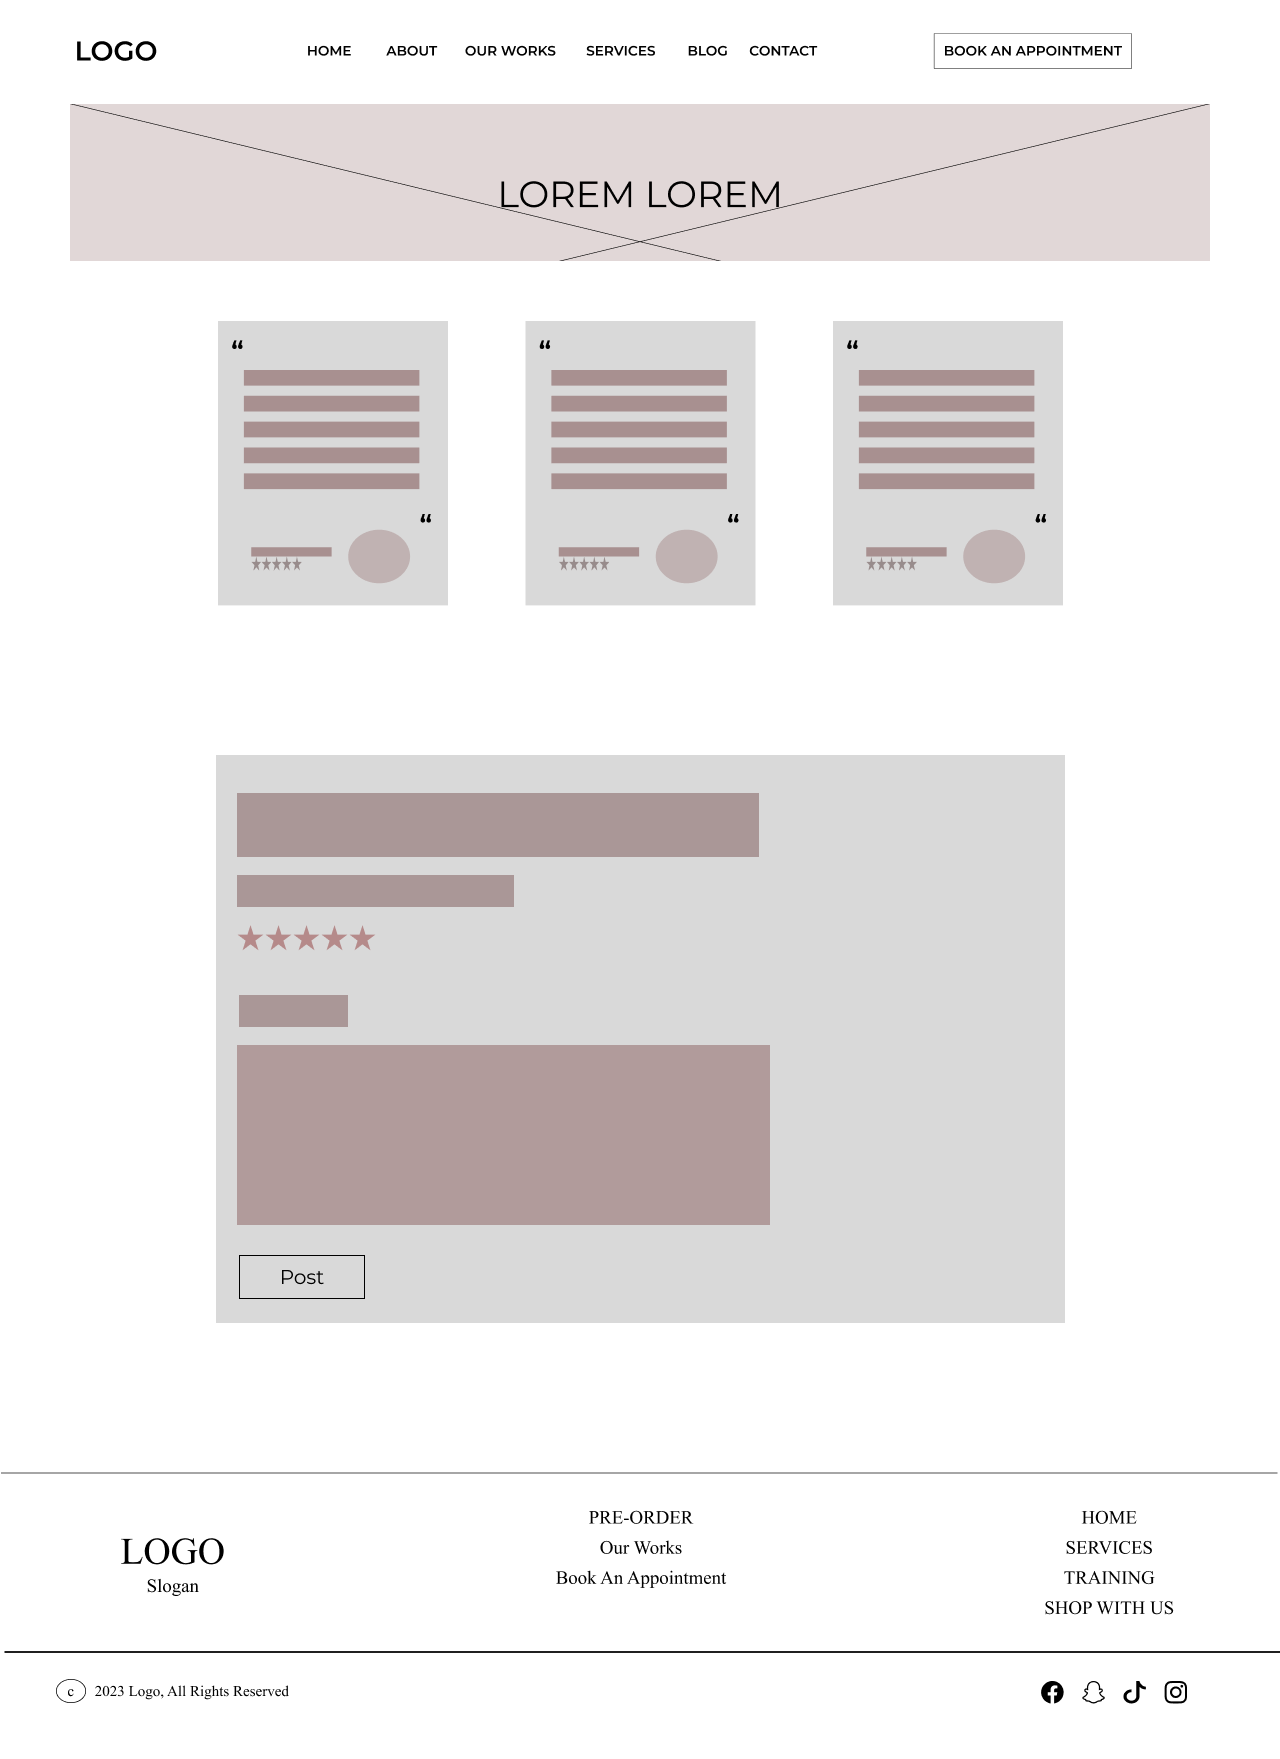 LOGO
HOME ABOUT OUR WORKS SERVICES BLOG CONTACT
BOOK AN APPOINTMENT
LOREM LOREM
“ “ “
“ “ “
Post
LOGO
Slogan
PRE-ORDER
Our Works
Book An Appointment
HOME
SERVICES
TRAINING
SHOP WITH US
c 2023 Logo, All Rights Reserved